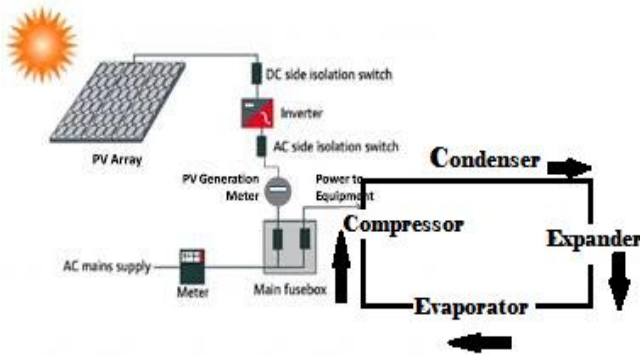 DC side isolation switch
Inverter
AC side isolation switch
PV Array
PV Generation
Meter
Power to
Equipment
Condenser
Compressor
Expander
AC mains supply
Meter
Main fusebox
Evaporator